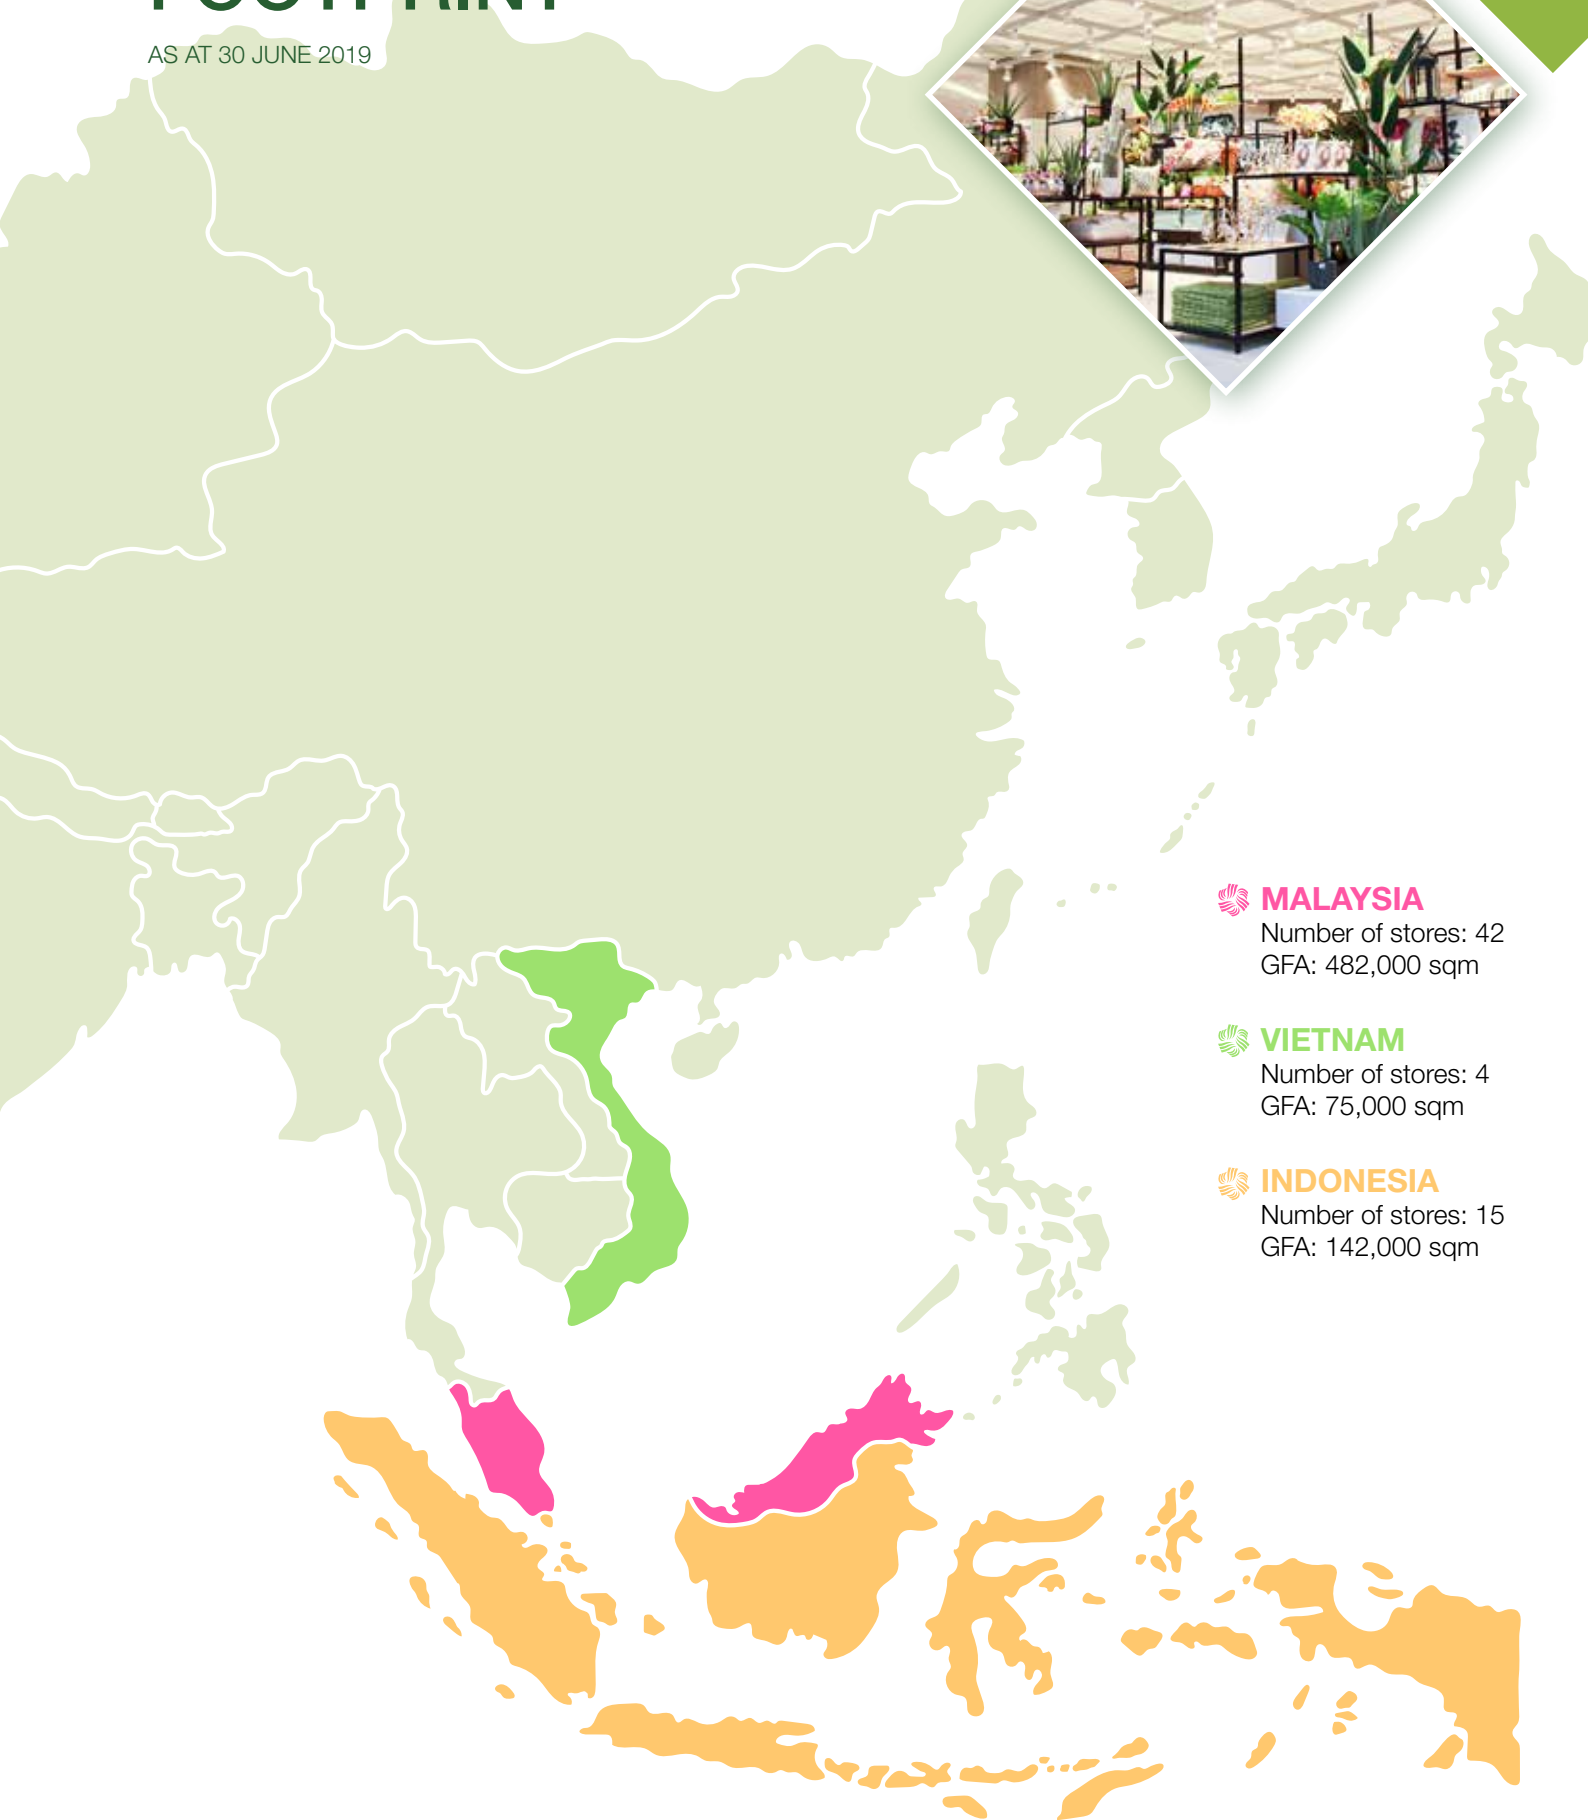 FOOTPRINT
AS AT 30 JUNE 2019
MALAYSIA
Number of stores: 42
GFA: 482,000 sqm
VIETNAM
Number of stores: 4
GFA: 75,000 sqm
INDONESIA
Number of stores: 15
GFA: 142,000 sqm